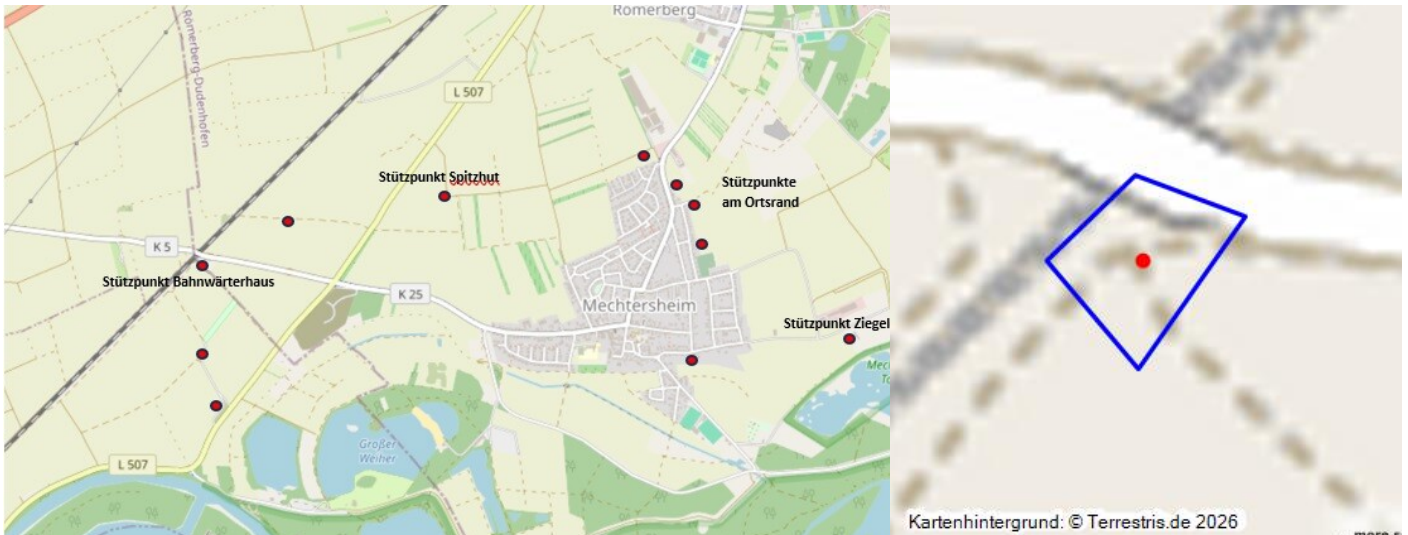 Römerberg
Römerberg-Dudenhofen
L 507
Stützpunkt Spitzhut
Stützpunkte
am Ortsrand
K 5
Stützpunkt Bahnwärterhaus
K 25
Mechtersheim
Stützpunkt Ziegel
Großer
Weiher
L 507
Kartenhintergrund: © Terrestris.de 2026